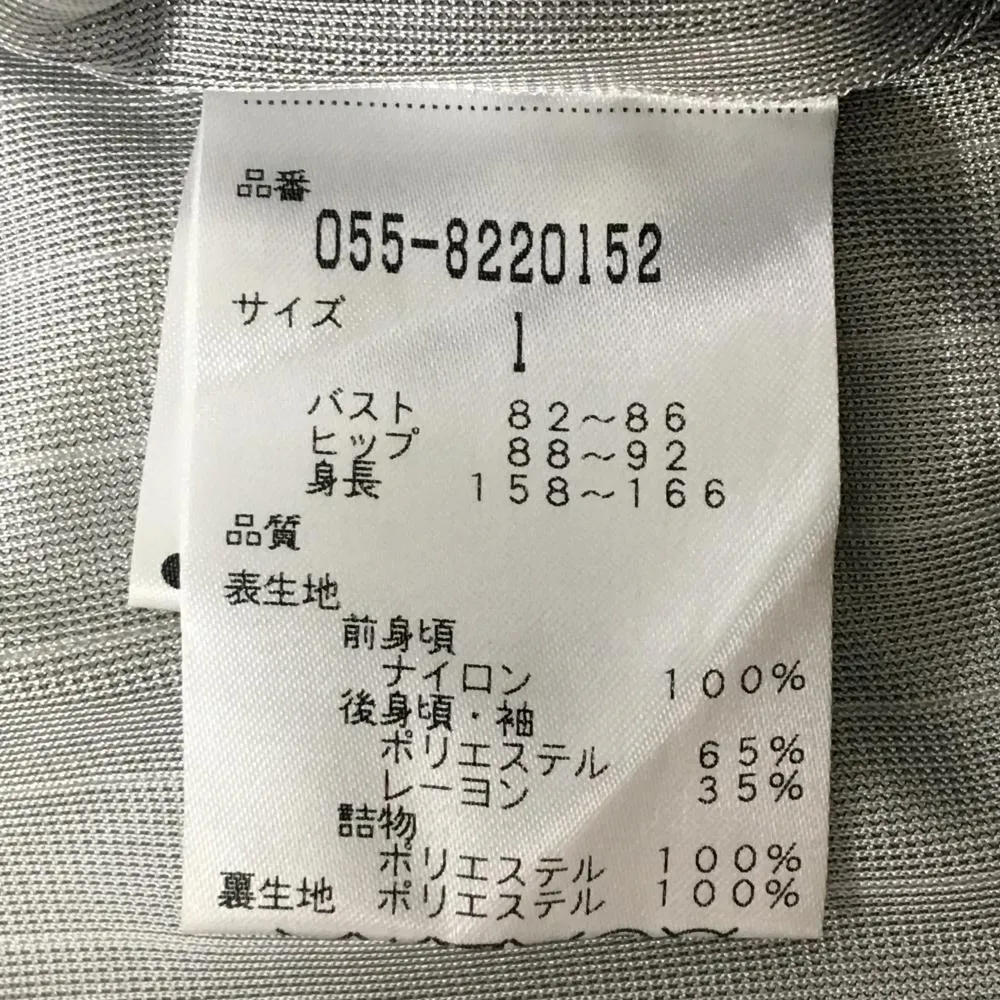 品番
055-8220152
サイズ
1
バスト 82～86
ヒップ 88～92
身長 158～166
品質
表生地
前身頃
ナイロン 100%
後身頃・袖
ポリエステル 65%
レーヨン 35%
詰物
ポリエステル 100%
裏生地 ポリエステル 100%